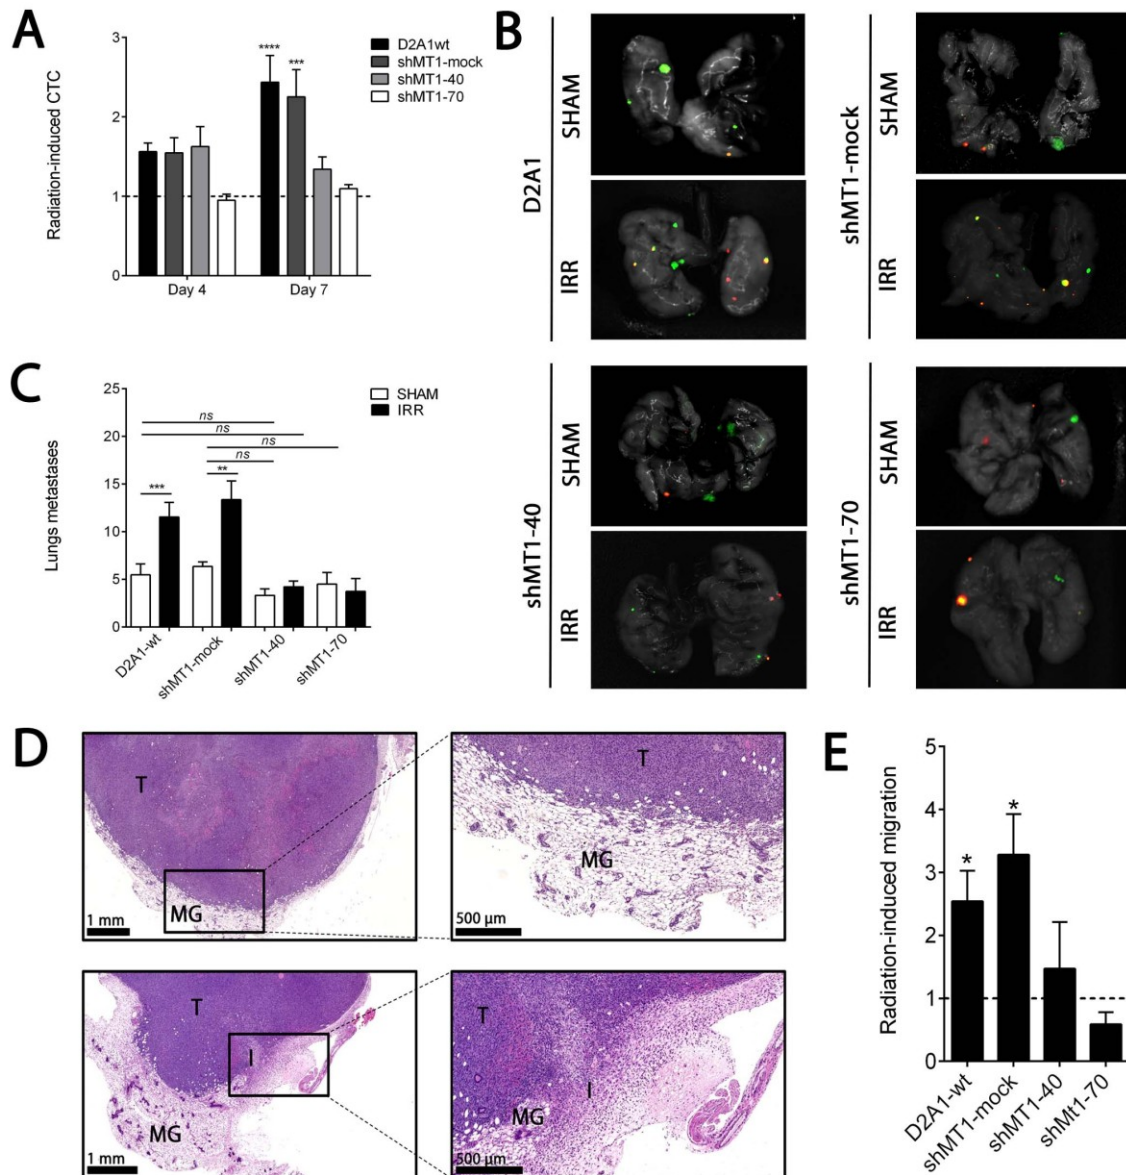 A
Radiation-induced CTC
3
2
1
0
****
***
D2A1wt
shMT1-mock
shMT1-40
shMT1-70
Day 4
Day 7
B
D2A1
SHAM
IRR
shMT1-mock
SHAM
IRR
shMT1-40
SHAM
IRR
shMT1-70
SHAM
IRR
C
Lungs metastases
25
20
15
10
5
0
SHAM
IRR
ns
ns
ns
ns
***
**
D2A1-wt
shMT1-mock
shMT1-40
shMT1-70
D
T
MG
1 mm
T
MG
500 µm
T
I
MG
1 mm
T
I
MG
500 µm
E
Radiation-induced migration
5
4
3
2
1
0
*
*
D2A1-wt
shMT1-mock
shMT1-40
shMt1-70